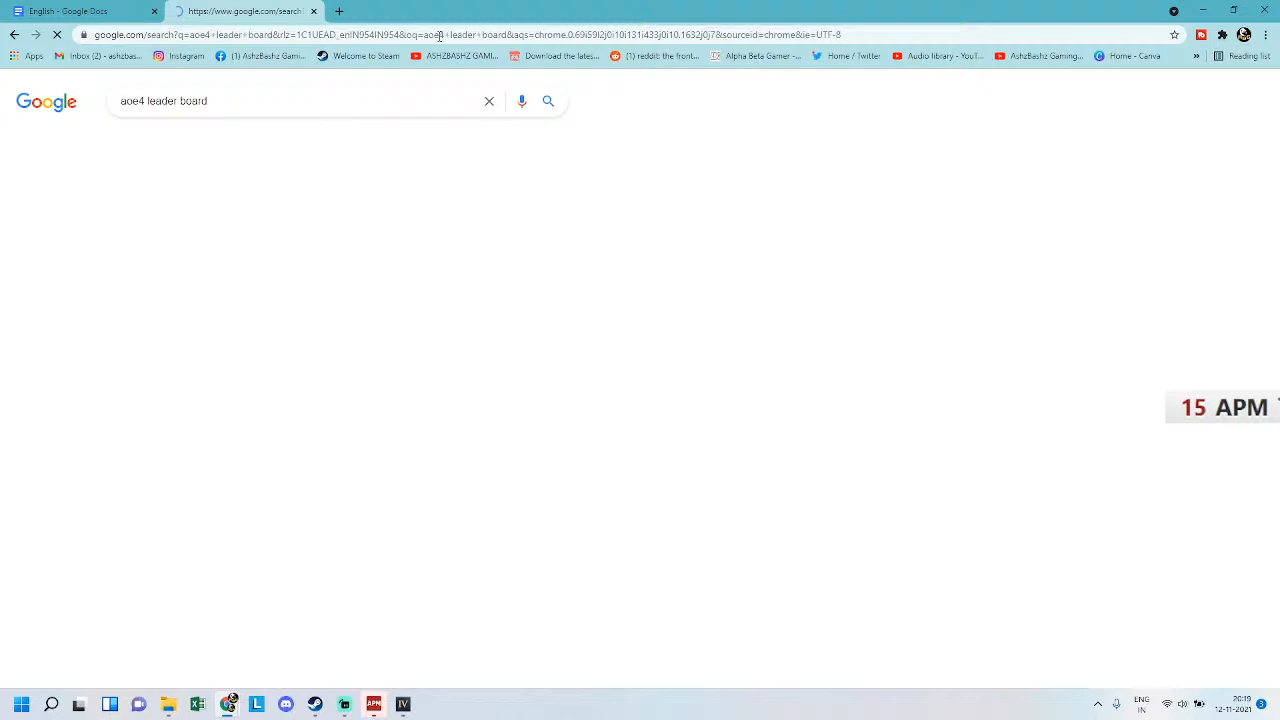 English - Google Docs
https://www.google.com/search?
google.com/search?q=aoe4+leader+board&rlz=1C1UEAD_enIN954IN954&oq=aoe4+leader+board&aqs=chrome.0.69i59l2j0i10i131i433j0i10.1632j0j7&sourceid=chrome&ie=UTF-8
Apps
Inbox (2) - ashzbas...
Instagram
(1) AshzBashz Gami...
Welcome to Steam
ASHZBASHZ GAMI...
Download the lates...
(1) reddit: the front...
Alpha Beta Gamer -...
Home / Twitter
Audio library - YouT...
AshzBashz Gaming...
Home - Canva
»
Reading list
Google
aoe4 leader board
15 APM
L
APM
IV
ENG
IN
20:19
12-11-2021
3